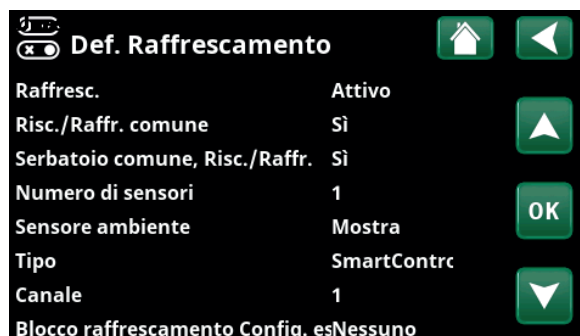 Def. Raffrescamento
Raffresc. Attivo
Risc./Raffr. comune Sì
Serbatoio comune, Risc./Raffr. Sì
Numero di sensori 1
Sensore ambiente Mostra
OK
Tipo SmartContrc
Canale 1
Blocco raffrescamento Config. esNessuno